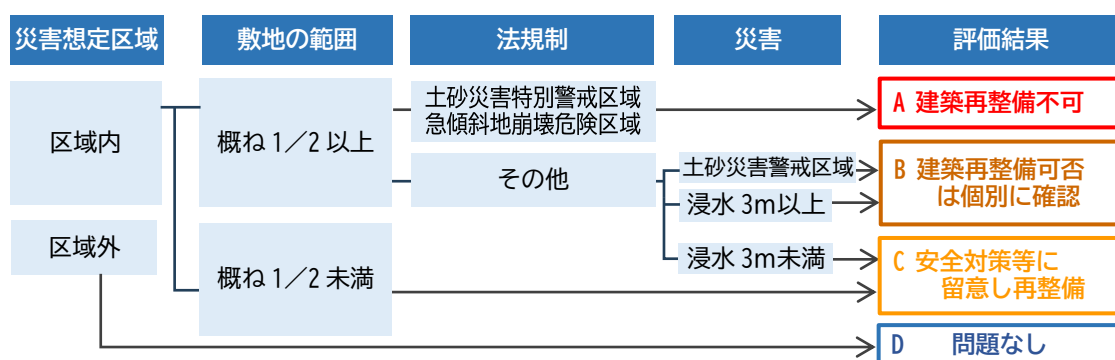 災害想定区域
敷地の範囲
法規制
災害
評価結果
区域内
概ね1／2以上
土砂災害特別警戒区域
急傾斜地崩壊危険区域
A 建築再整備不可
その他
土砂災害警戒区域
浸水3m以上
B 建築再整備可否
は個別に確認
区域外
概ね1／2未満
浸水3m未満
C 安全対策等に
留意し再整備
D 問題なし